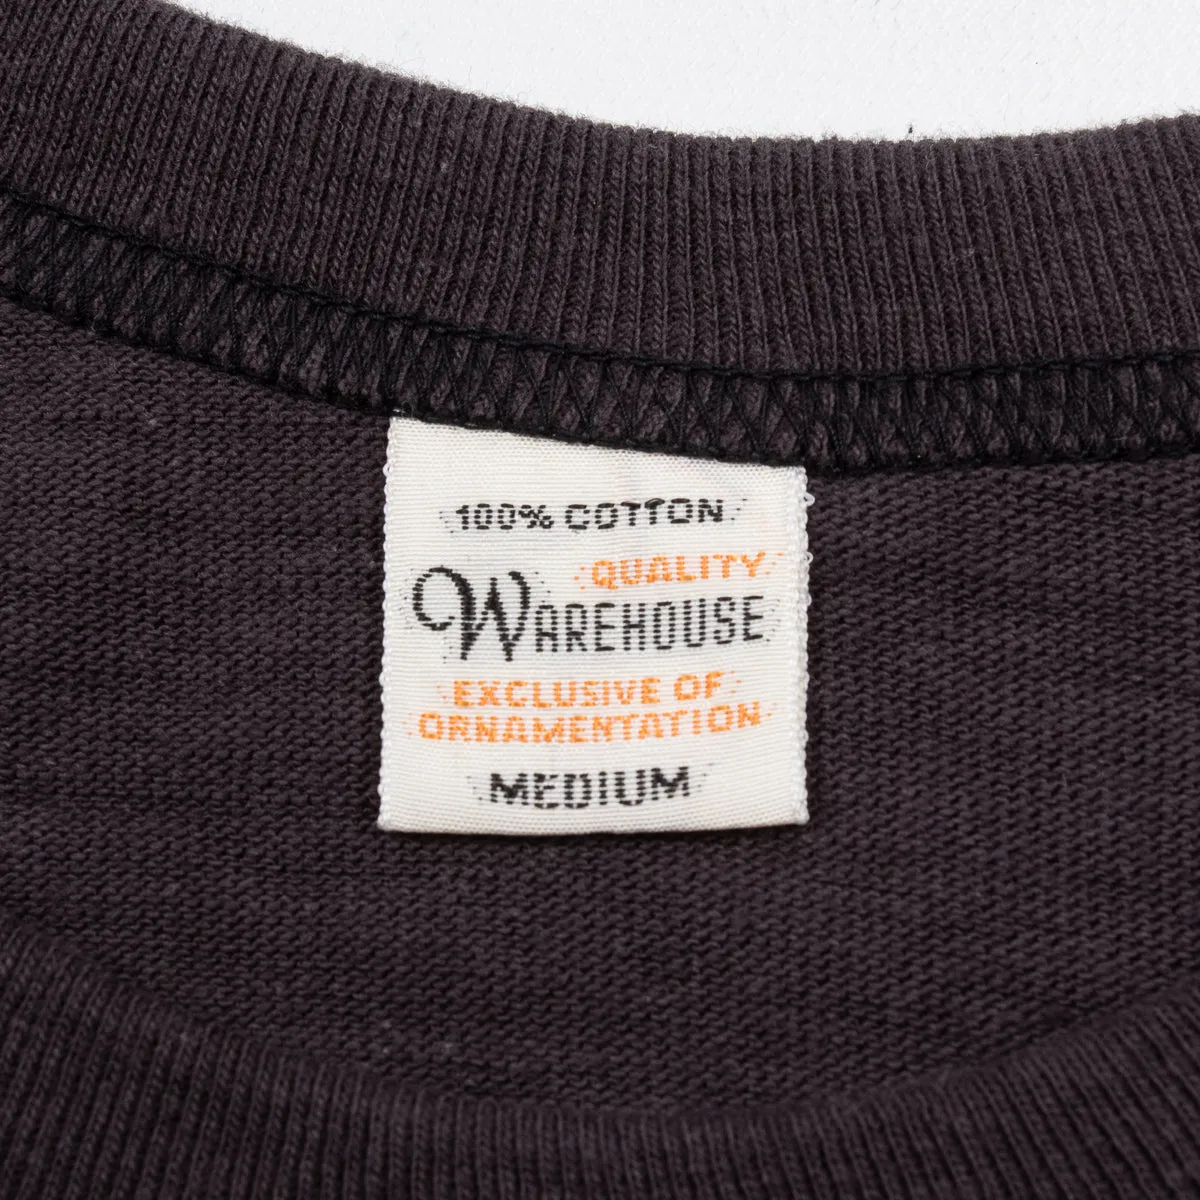 100% COTTON
QUALITY
WAREHOUSE
EXCLUSIVE OF
ORNAMENTATION
MEDIUM